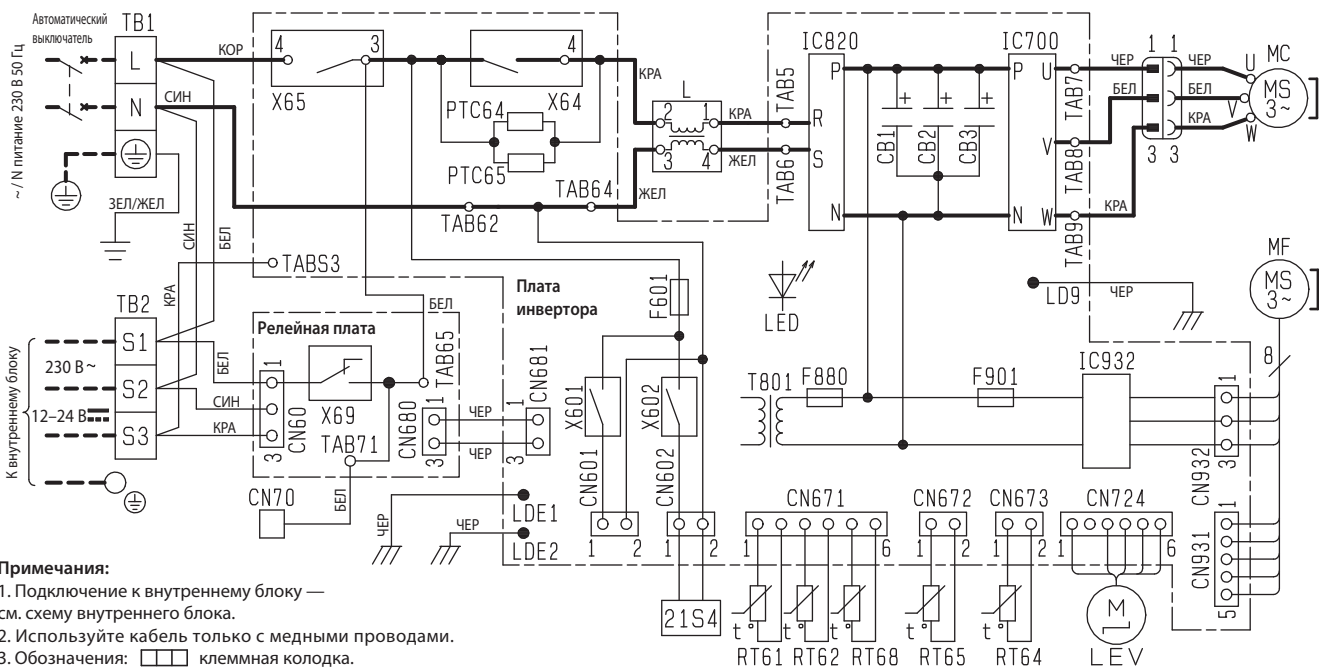 Автоматический
выключатель
~/ N питание 230 В 50 Гц
TB1
L
N
КОР
СИН
ЗЕЛ/ЖЕЛ
СИН
БЕЛ
КРА
4
3
X65
4
X64
PTC64
PTC65
КРА
L
2
1
3
4
КРА
ЖЕЛ
ЖЕЛ
TAB62
TAB64
TAB5
TAB6
IC820
P
R
S
N
+
+
+
CB1
CB2
CB3
IC700
P
U
V
N
W
TAB7
TAB8
TAB9
ЧЕР
БЕЛ
КРА
1
1
3
3
ЧЕР
БЕЛ
КРА
U
V
W
MC
MS
3~
TABS3
TB2
S1
S2
S3
К внутреннему блоку
230 В ~
12–24 В
БЕЛ
СИН
КРА
Релейная плата
1
3
CN60
X69
TAB71
TAB65
БЕЛ
CN680
1
3
ЧЕР
ЧЕР
CN681
1
3
CN70
БЕЛ
ЧЕР
ЧЕР
LDE1
LDE2
Плата
инвертора
F601
X601
X602
CN601
CN602
1
2
1
2
21S4
LED
LD9
ЧЕР
MF
MS
3~
8
T801
F880
F901
IC932
1
3
CN932
1
5
CN931
CN671
1
6
CN672
1
2
CN673
1
2
CN724
1
6
t°
t°
t°
t°
t°
RT61
RT62
RT68
RT65
RT64
M
LEV
Примечания:
1. Подключение к внутреннему блоку —
см. схему внутреннего блока.
2. Используйте кабель только с медными проводами.
3. Обозначения: клеммная колодка.